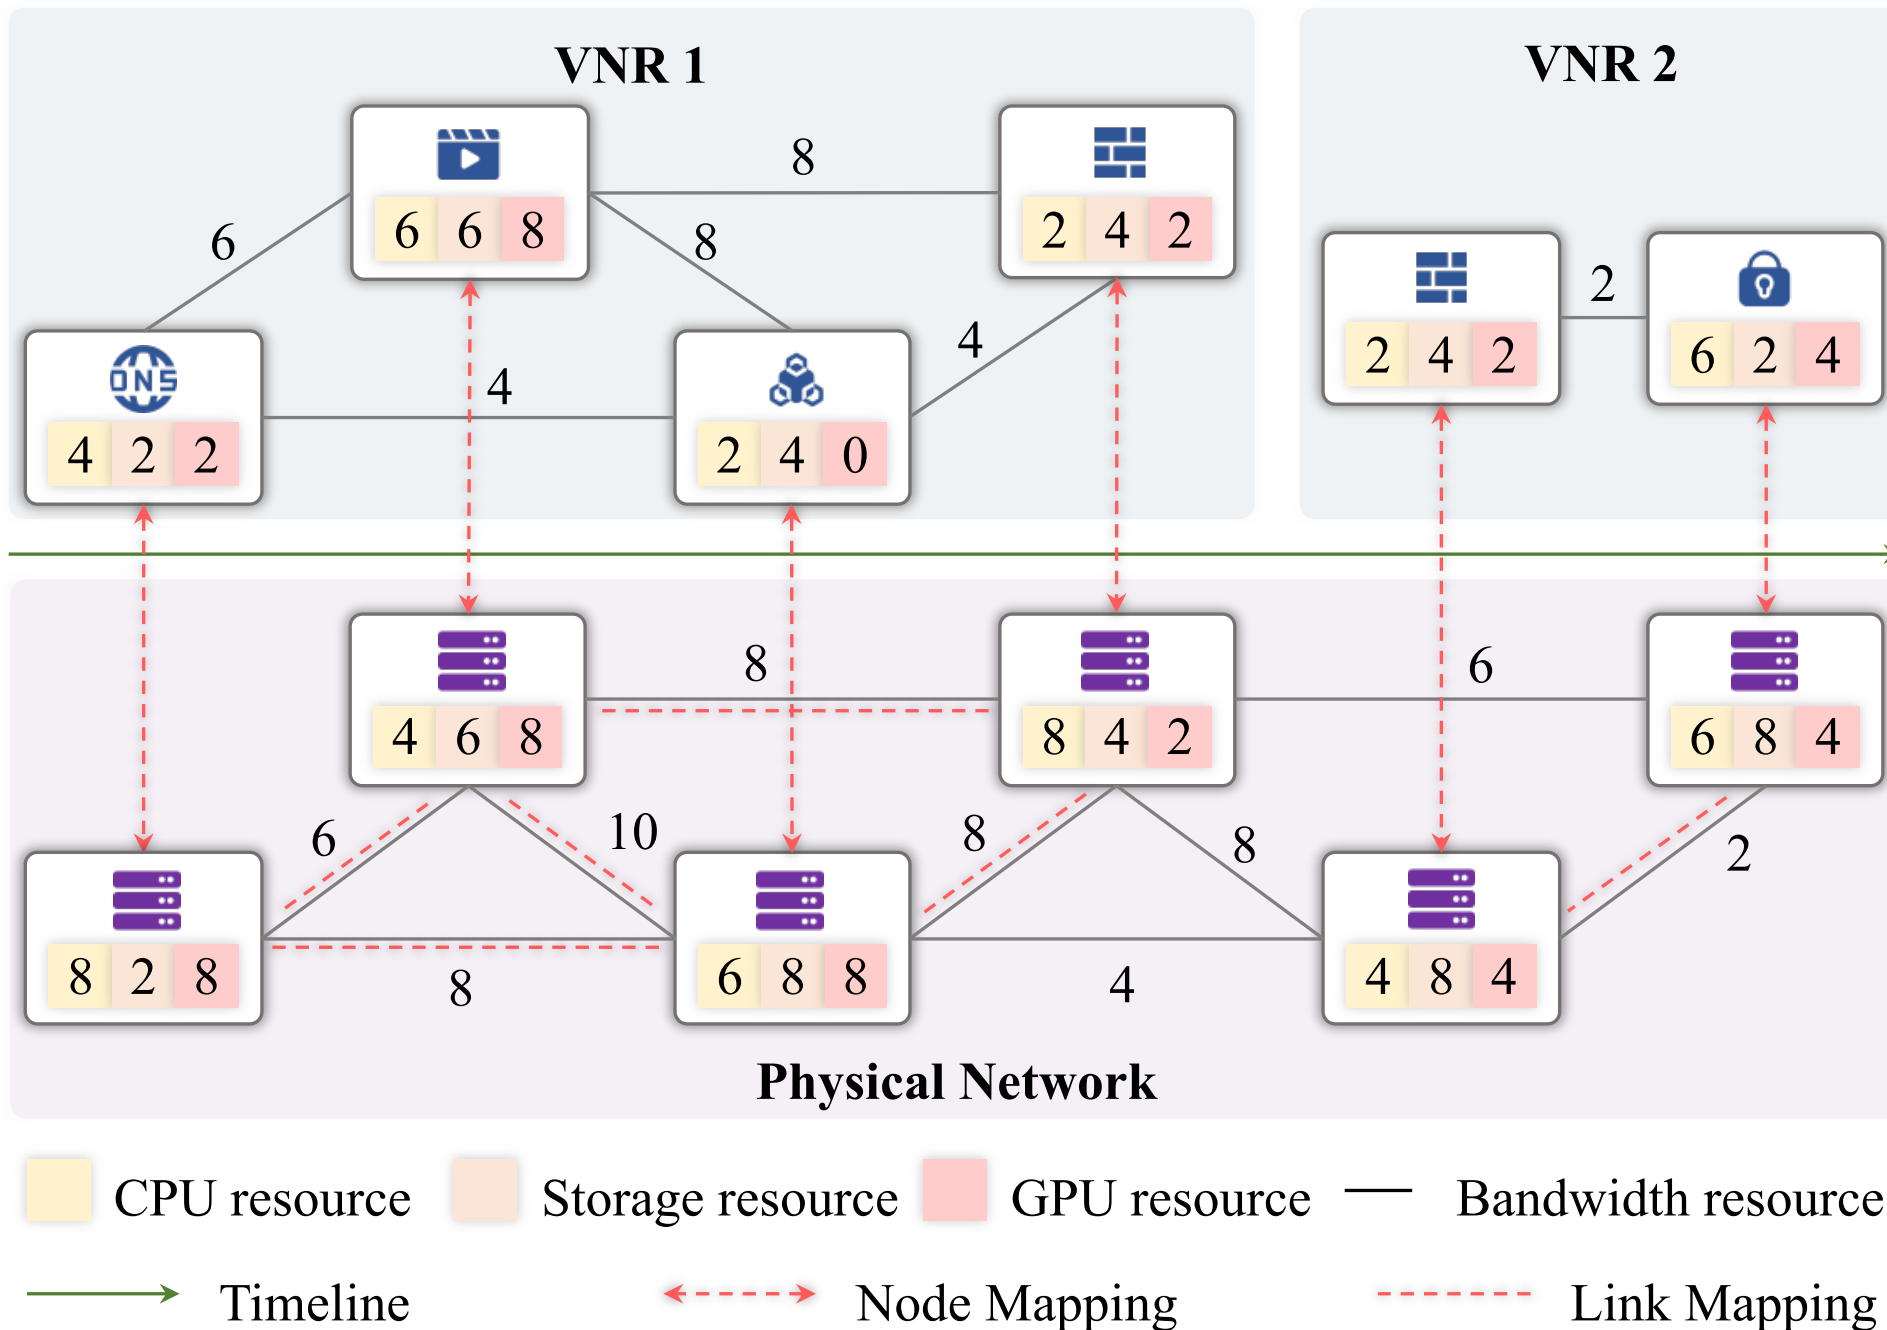 VNR 1
VNR 2
8
6 6 8
2 4 2
6
8
2
4
2 4 2
6 2 4
4
DNS
4 2 2
2 4 0
8
6
4 6 8
8 4 2
6 8 4
6
10
8
8
2
8 2 8
6 8 8
4 8 4
8
4
Physical Network
CPU resource
Storage resource
GPU resource
Bandwidth resource
Timeline
Node Mapping
Link Mapping